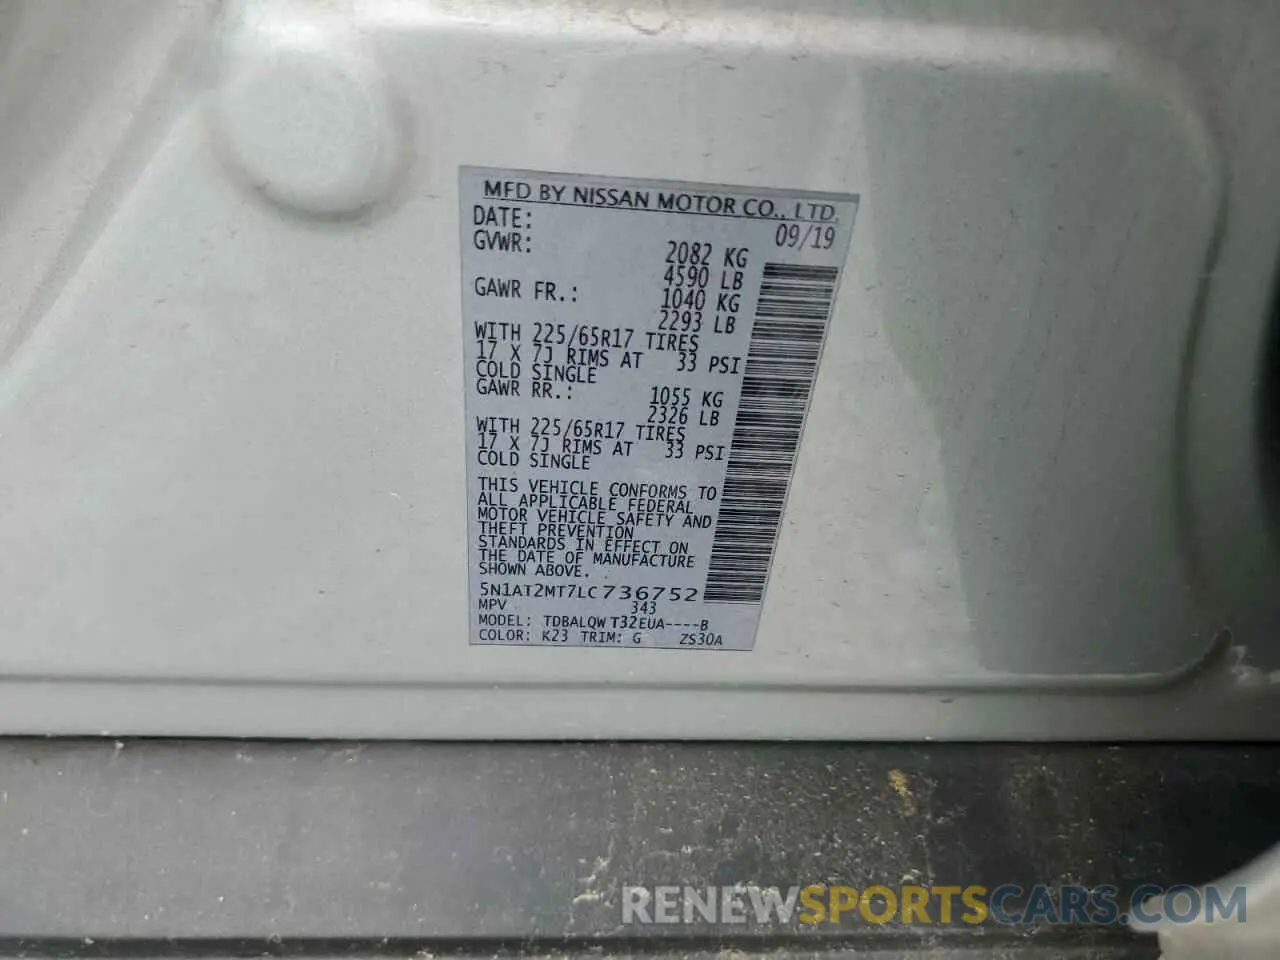 MFD BY NISSAN MOTOR CO., LTD.
DATE: 09/19
GVWR: 2082 KG
4590 LB
GAWR FR.: 1040 KG
2293 LB
WITH 225/65R17 TIRES
17 X 7J RIMS AT 33 PSI
COLD SINGLE
GAWR RR.: 1055 KG
2326 LB
WITH 225/65R17 TIRES
17 X 7J RIMS AT 33 PSI
COLD SINGLE
THIS VEHICLE CONFORMS TO
ALL APPLICABLE FEDERAL
MOTOR VEHICLE SAFETY AND
THEFT PREVENTION
STANDARDS IN EFFECT ON
THE DATE OF MANUFACTURE
SHOWN ABOVE.
5N1AT2MT7LC736752
MPV 343
MODEL: TDBALQW T32EUA----B
COLOR: K23 TRIM: G ZS30A
RENEWSPORTSCARS.COM